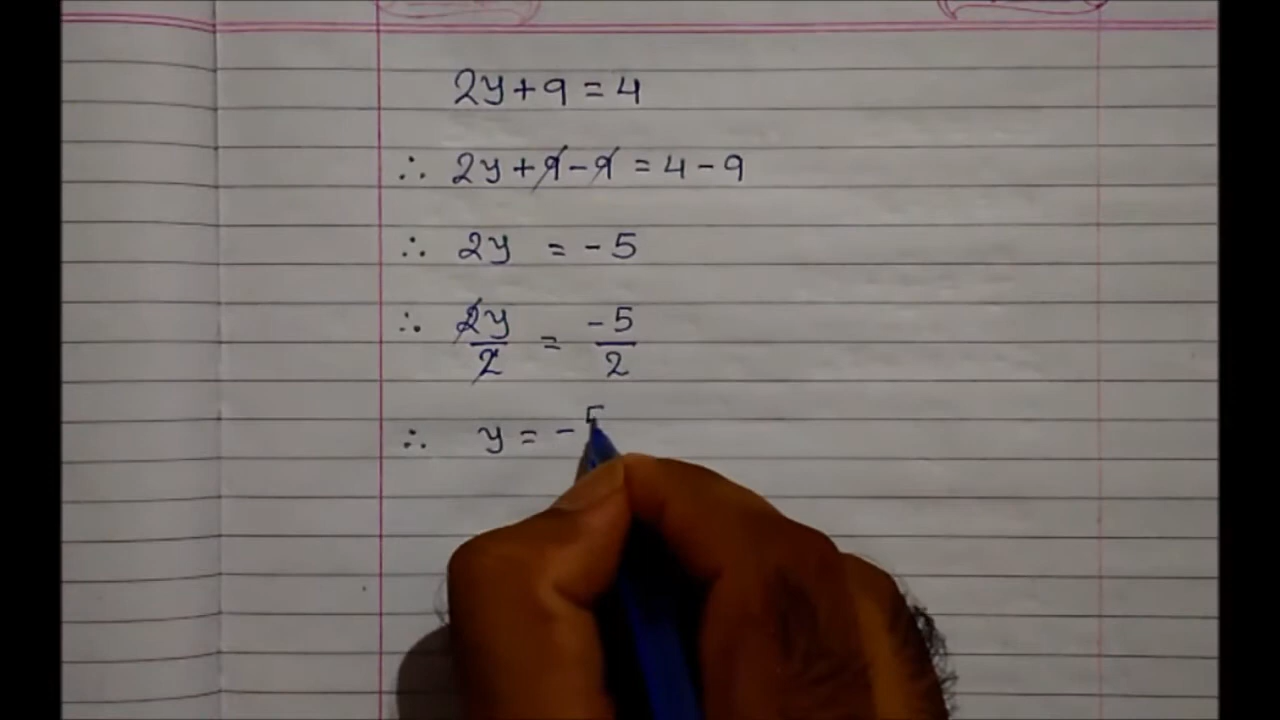 2y+9=4
∴ 2y+9-9=4-9
∴ 2y = -5
∴ 2y/2 = -5/2
∴ y = -5